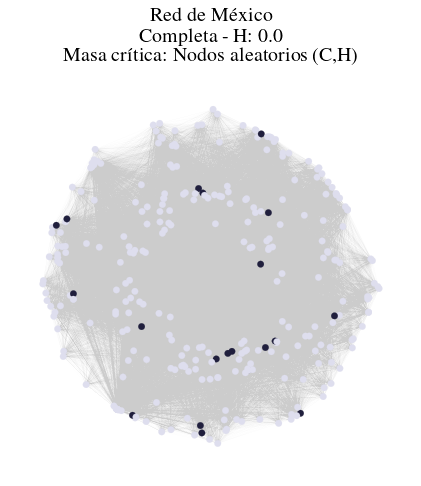 Red de México
Completa - H: 0.0
Masa crítica: Nodos aleatorios (C,H)